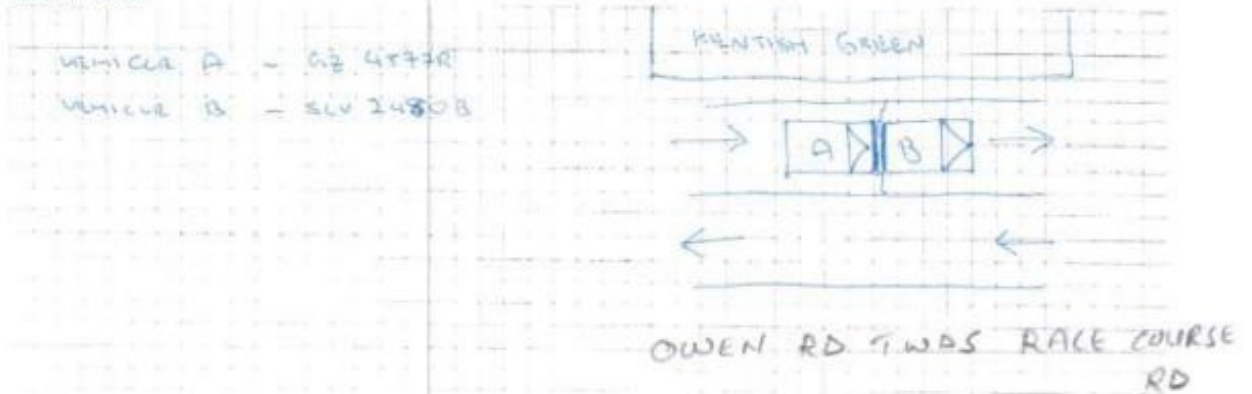 VEHICLE A - GZ 4577R
VEHICLE B - SLV 2480B
KENTISH GREEN
A B
OWEN RD TWDS RACE COURSE
RD